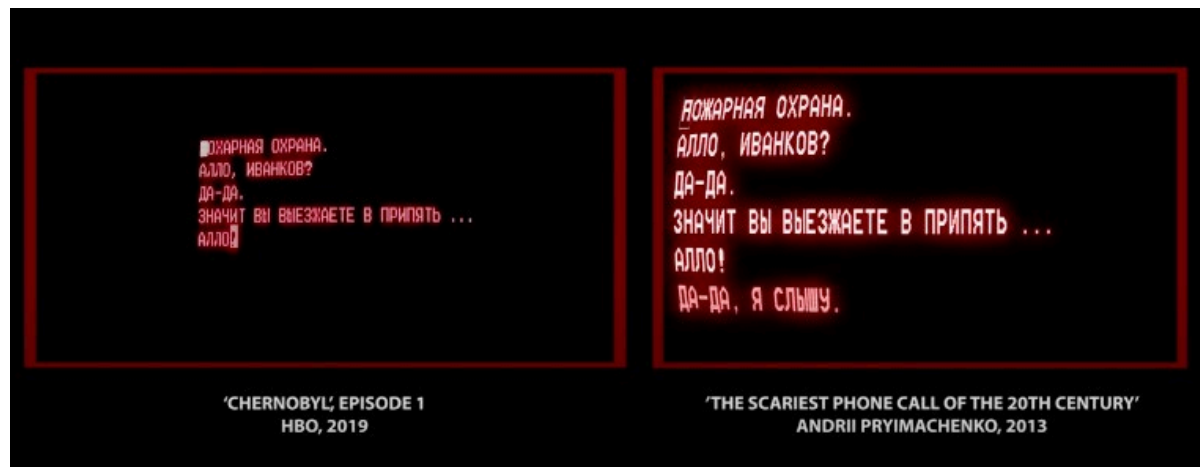 ПОЖАРНАЯ ОХРАНА.
АЛЛО, ИВАНКОВ?
ДА-ДА.
ЗНАЧИТ ВЫ ВЫЕЗЖАЕТЕ В ПРИПЯТЬ ...
АЛЛО!
'CHERNOBYL', EPISODE 1
HBO, 2019
ПОЖАРНАЯ ОХРАНА.
АЛЛО, ИВАНКОВ?
ДА-ДА.
ЗНАЧИТ ВЫ ВЫЕЗЖАЕТЕ В ПРИПЯТЬ ...
АЛЛО!
ДА-ДА, Я СЛЫШУ.
'THE SCARIEST PHONE CALL OF THE 20TH CENTURY'
ANDRII PRYIMACHENKO, 2013